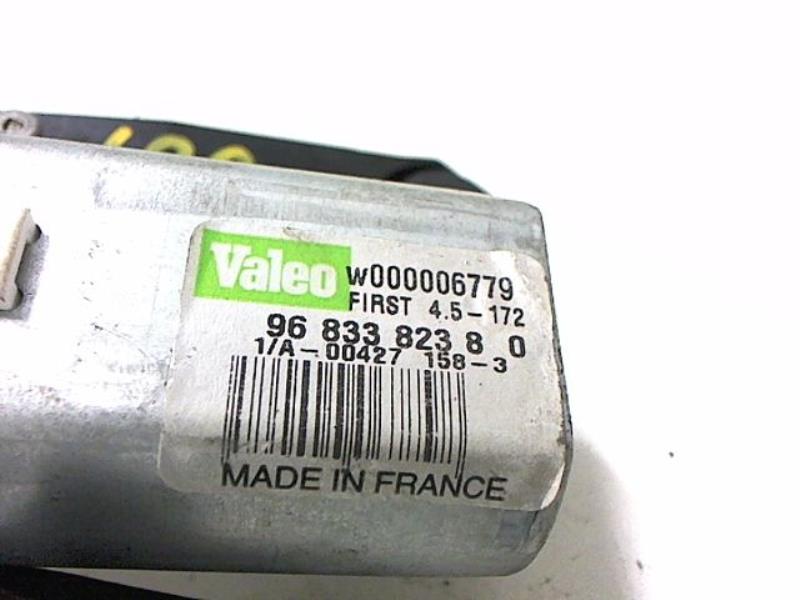 Valeo W000006779
FIRST 4.5-172
96 833 823 8 0
1/A-00427 158-3
MADE IN FRANCE